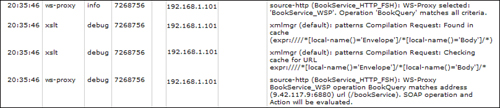 20:35:46 ws-proxy info 7268756 192.168.1.101 source-http (BookService_HTTP_FSH): WS-Proxy selected:
'BookService_WSP'. Operation 'BookQuery' matches all criteria.
20:35:46 xslt debug 7268756 192.168.1.101 xmlmgr (default): patterns Compilation Request: Found in
cache
(expr:////*[local-name()='Envelope']/*[local-name()='Body']/*)
20:35:46 xslt debug 7268756 192.168.1.101 xmlmgr (default): patterns Compilation Request: Checking
cache for URL
expr:////*[local-name()='Envelope']/*[local-name()='Body']/*
20:35:46 ws-proxy debug 7268756 192.168.1.101 source-http (BookService_HTTP_FSH): WS-Proxy
BookService_WSP operation BookQuery matches address
(9.42.117.9:6880) url (/bookService). SOAP operation and
Action will be evaluated.